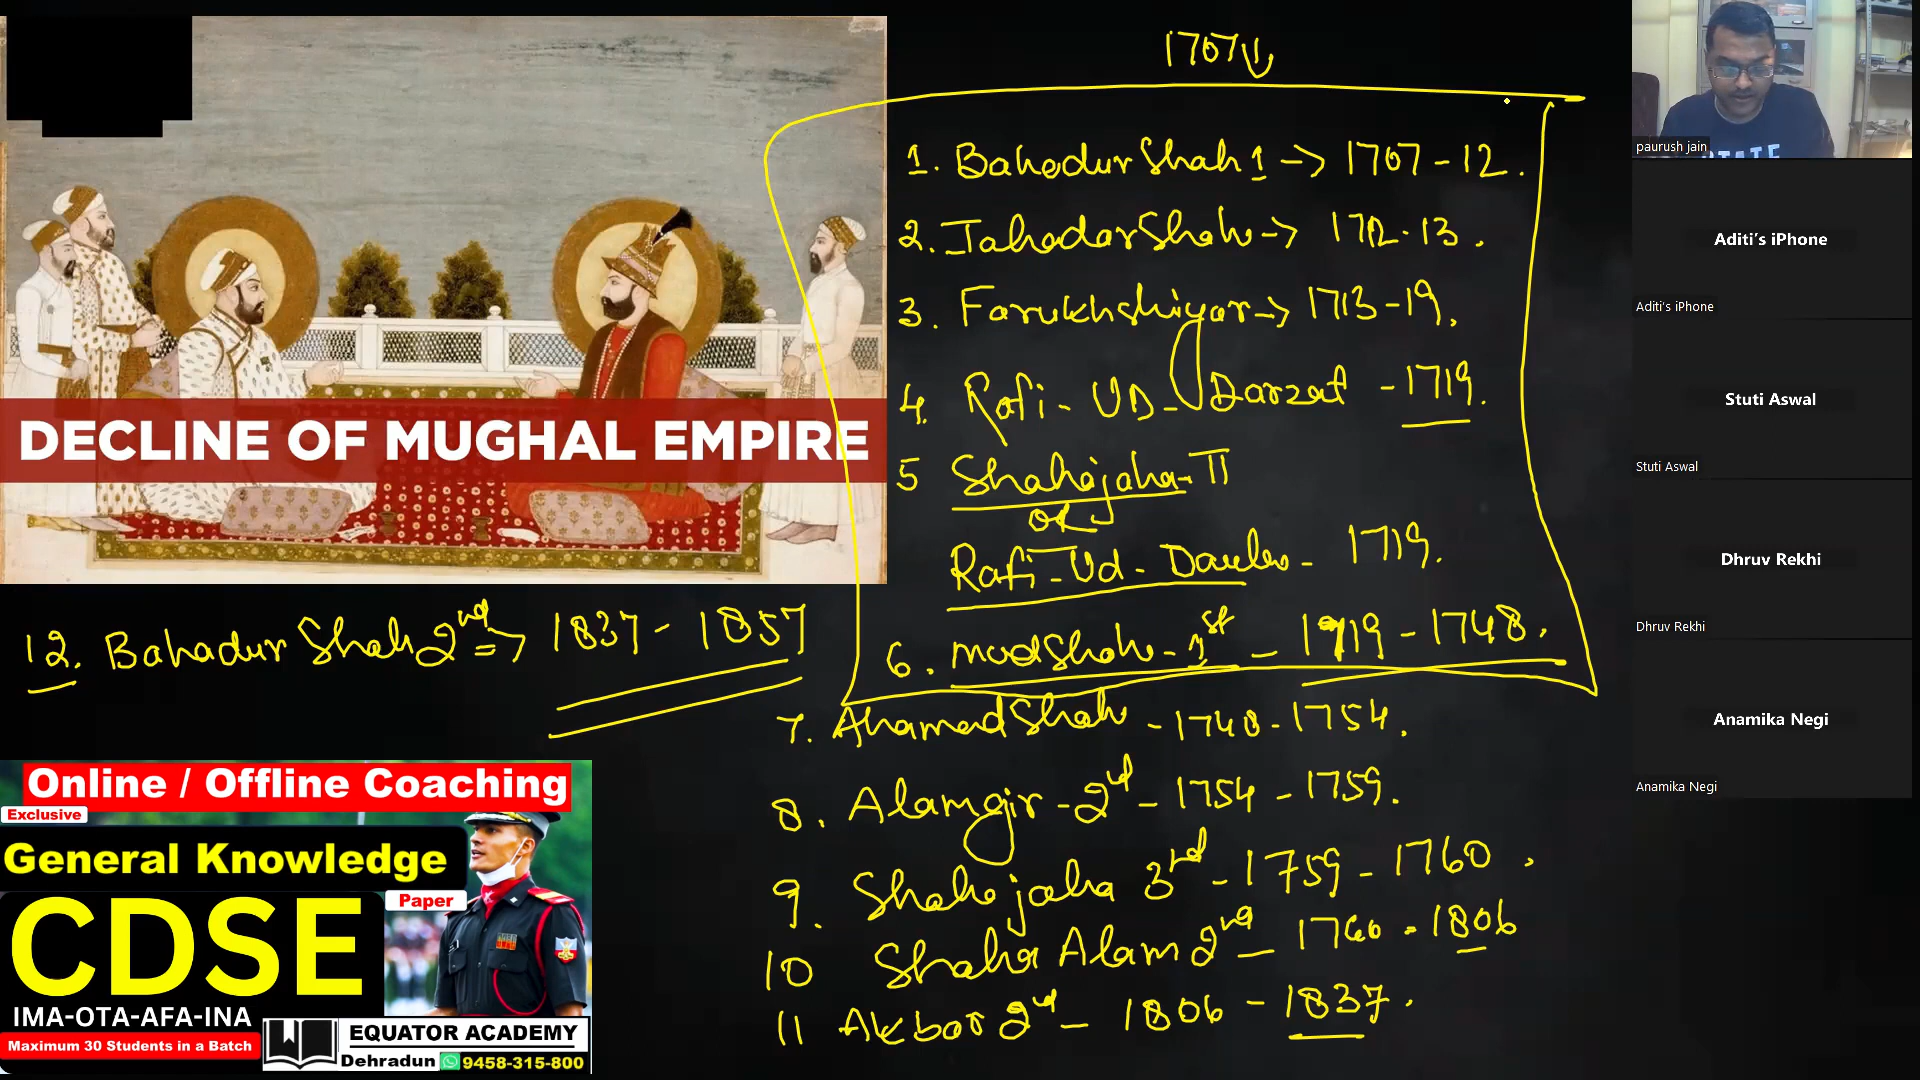 1707
1. Bahadur Shah 1 -> 1707-12.
2. Jahadar Shah -> 1712-13.
3. Farukhshiyar -> 1713-19.
4. Rafi-UD-Darzat - 1719.
5 Shahajaha-II
or
Rafi-Ud-Daula - 1719.
6. Mud Shah - 1st - 1719 - 1748.
7. Ahamad Shah - 1748 - 1754.
8. Alamgir - 2nd - 1754 - 1759.
9. Shahajaha 3rd - 1759 - 1760.
10 Shaha Alam 2nd - 1760 - 1806
11 Akbar 2nd - 1806 - 1837.
12. Bahadur Shah 2nd => 1837 - 1857
DECLINE OF MUGHAL EMPIRE
Online / Offline Coaching
Exclusive
General Knowledge
Paper
CDSE
IMA-OTA-AFA-INA
Maximum 30 Students in a Batch
EQUATOR ACADEMY
Dehradun 9458-315-800
paurush jain
STATE
Aditi's iPhone
Aditi's iPhone
Stuti Aswal
Stuti Aswal
Dhruv Rekhi
Dhruv Rekhi
Anamika Negi
Anamika Negi